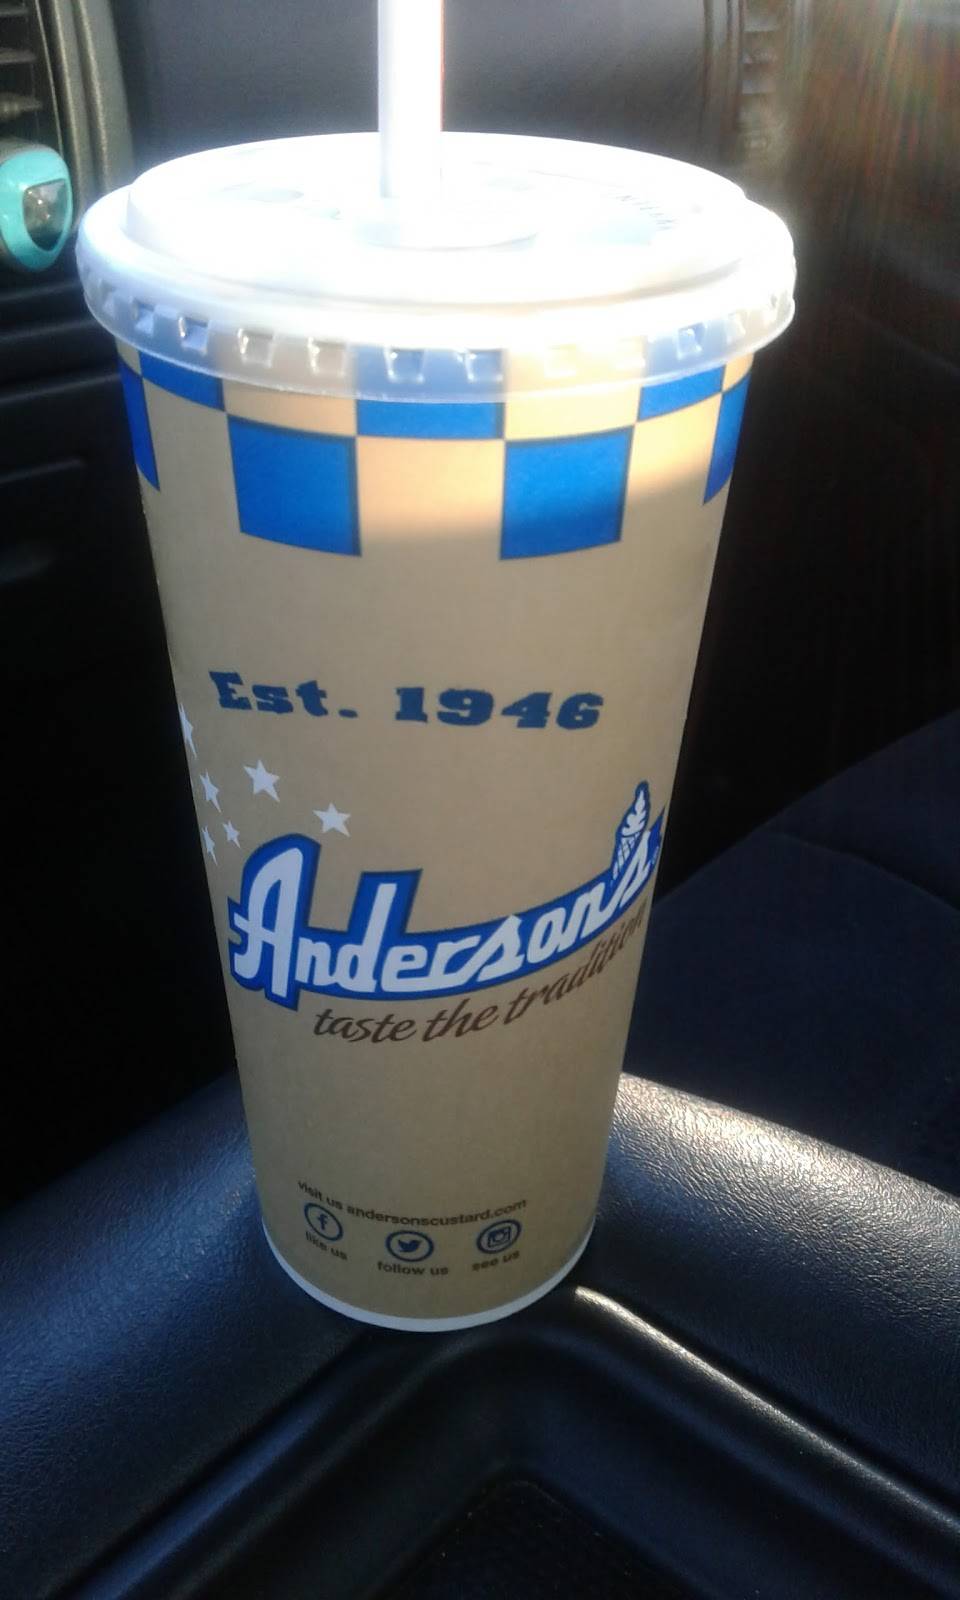 Est. 1946
Anderson's
taste the tradition
visit us andersonscustard.com
like us
follow us
see us